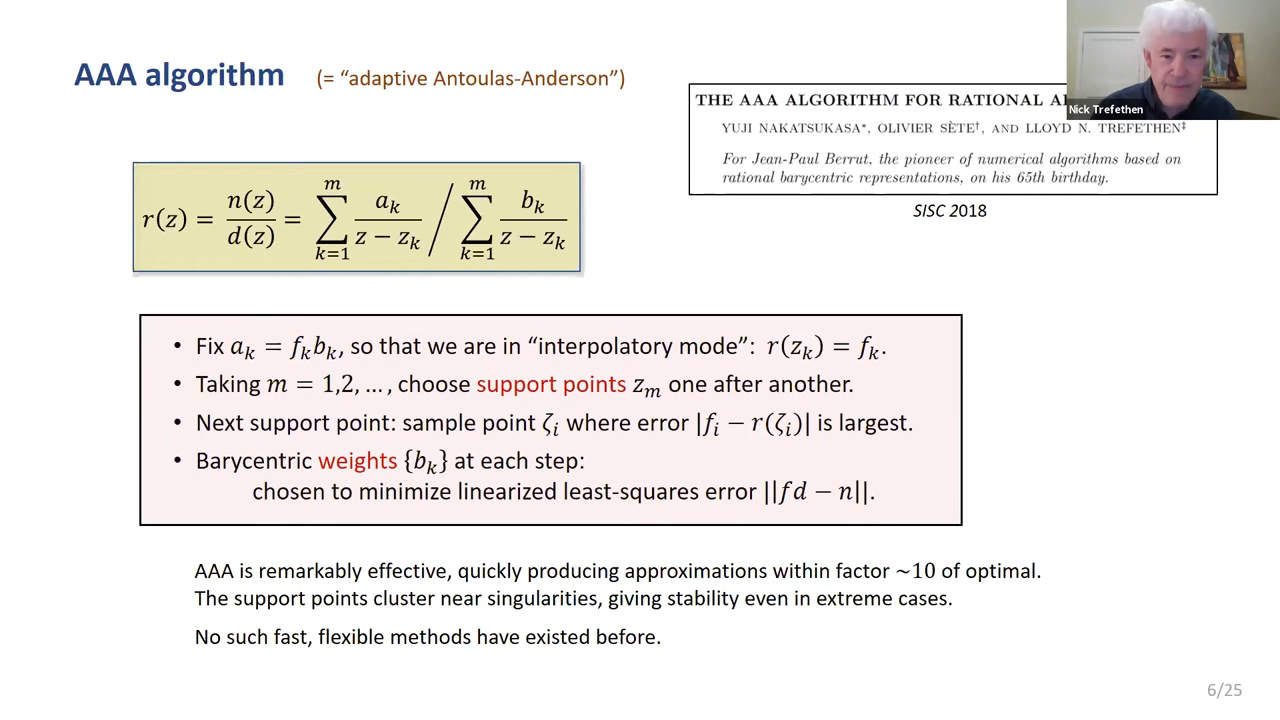 AAA algorithm (= “adaptive Antoulas-Anderson”)
THE AAA ALGORITHM FOR RATIONAL
Nick Trefethen
YUJI NAKATSUKASA*, OLIVIER SÈTE†, AND LLOYD N. TREFETHEN‡
For Jean-Paul Berrut, the pioneer of numerical algorithms based on
rational barycentric representations, on his 65th birthday.
SISC 2018
r(z) = n(z)/d(z) = ∑_{k=1}^{m} a_k/(z − z_k) / ∑_{k=1}^{m} b_k/(z − z_k)
• Fix a_k = f_k b_k, so that we are in “interpolatory mode”: r(z_k) = f_k.
• Taking m = 1,2, … , choose support points z_m one after another.
• Next support point: sample point ζ_i where error |f_i − r(ζ_i)| is largest.
• Barycentric weights {b_k} at each step:
chosen to minimize linearized least-squares error ||fd − n||.
AAA is remarkably effective, quickly producing approximations within factor ~10 of optimal.
The support points cluster near singularities, giving stability even in extreme cases.
No such fast, flexible methods have existed before.
6/25